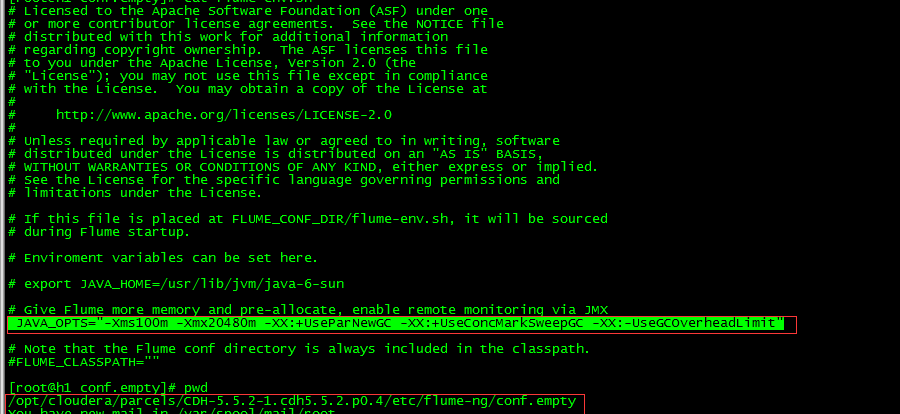 [root@h1 conf.empty]# cat flume-env.sh
# Licensed to the Apache Software Foundation (ASF) under one
# or more contributor license agreements.  See the NOTICE file
# distributed with this work for additional information
# regarding copyright ownership.  The ASF licenses this file
# to you under the Apache License, Version 2.0 (the
# "License"); you may not use this file except in compliance
# with the License.  You may obtain a copy of the License at
#
#     http://www.apache.org/licenses/LICENSE-2.0
#
# Unless required by applicable law or agreed to in writing, software
# distributed under the License is distributed on an "AS IS" BASIS,
# WITHOUT WARRANTIES OR CONDITIONS OF ANY KIND, either express or implied.
# See the License for the specific language governing permissions and
# limitations under the License.
# If this file is placed at FLUME_CONF_DIR/flume-env.sh, it will be sourced
# during Flume startup.
# Enviroment variables can be set here.
# export JAVA_HOME=/usr/lib/jvm/java-6-sun
# Give Flume more memory and pre-allocate, enable remote monitoring via JMX
JAVA_OPTS="-Xms100m -Xmx20480m -XX:+UseParNewGC -XX:+UseConcMarkSweepGC -XX:-UseGCOverheadLimit"
# Note that the Flume conf directory is always included in the classpath.
#FLUME_CLASSPATH=""
[root@h1 conf.empty]# pwd
/opt/cloudera/parcels/CDH-5.5.2-1.cdh5.5.2.p0.4/etc/flume-ng/conf.empty
You have new mail in /var/spool/mail/root